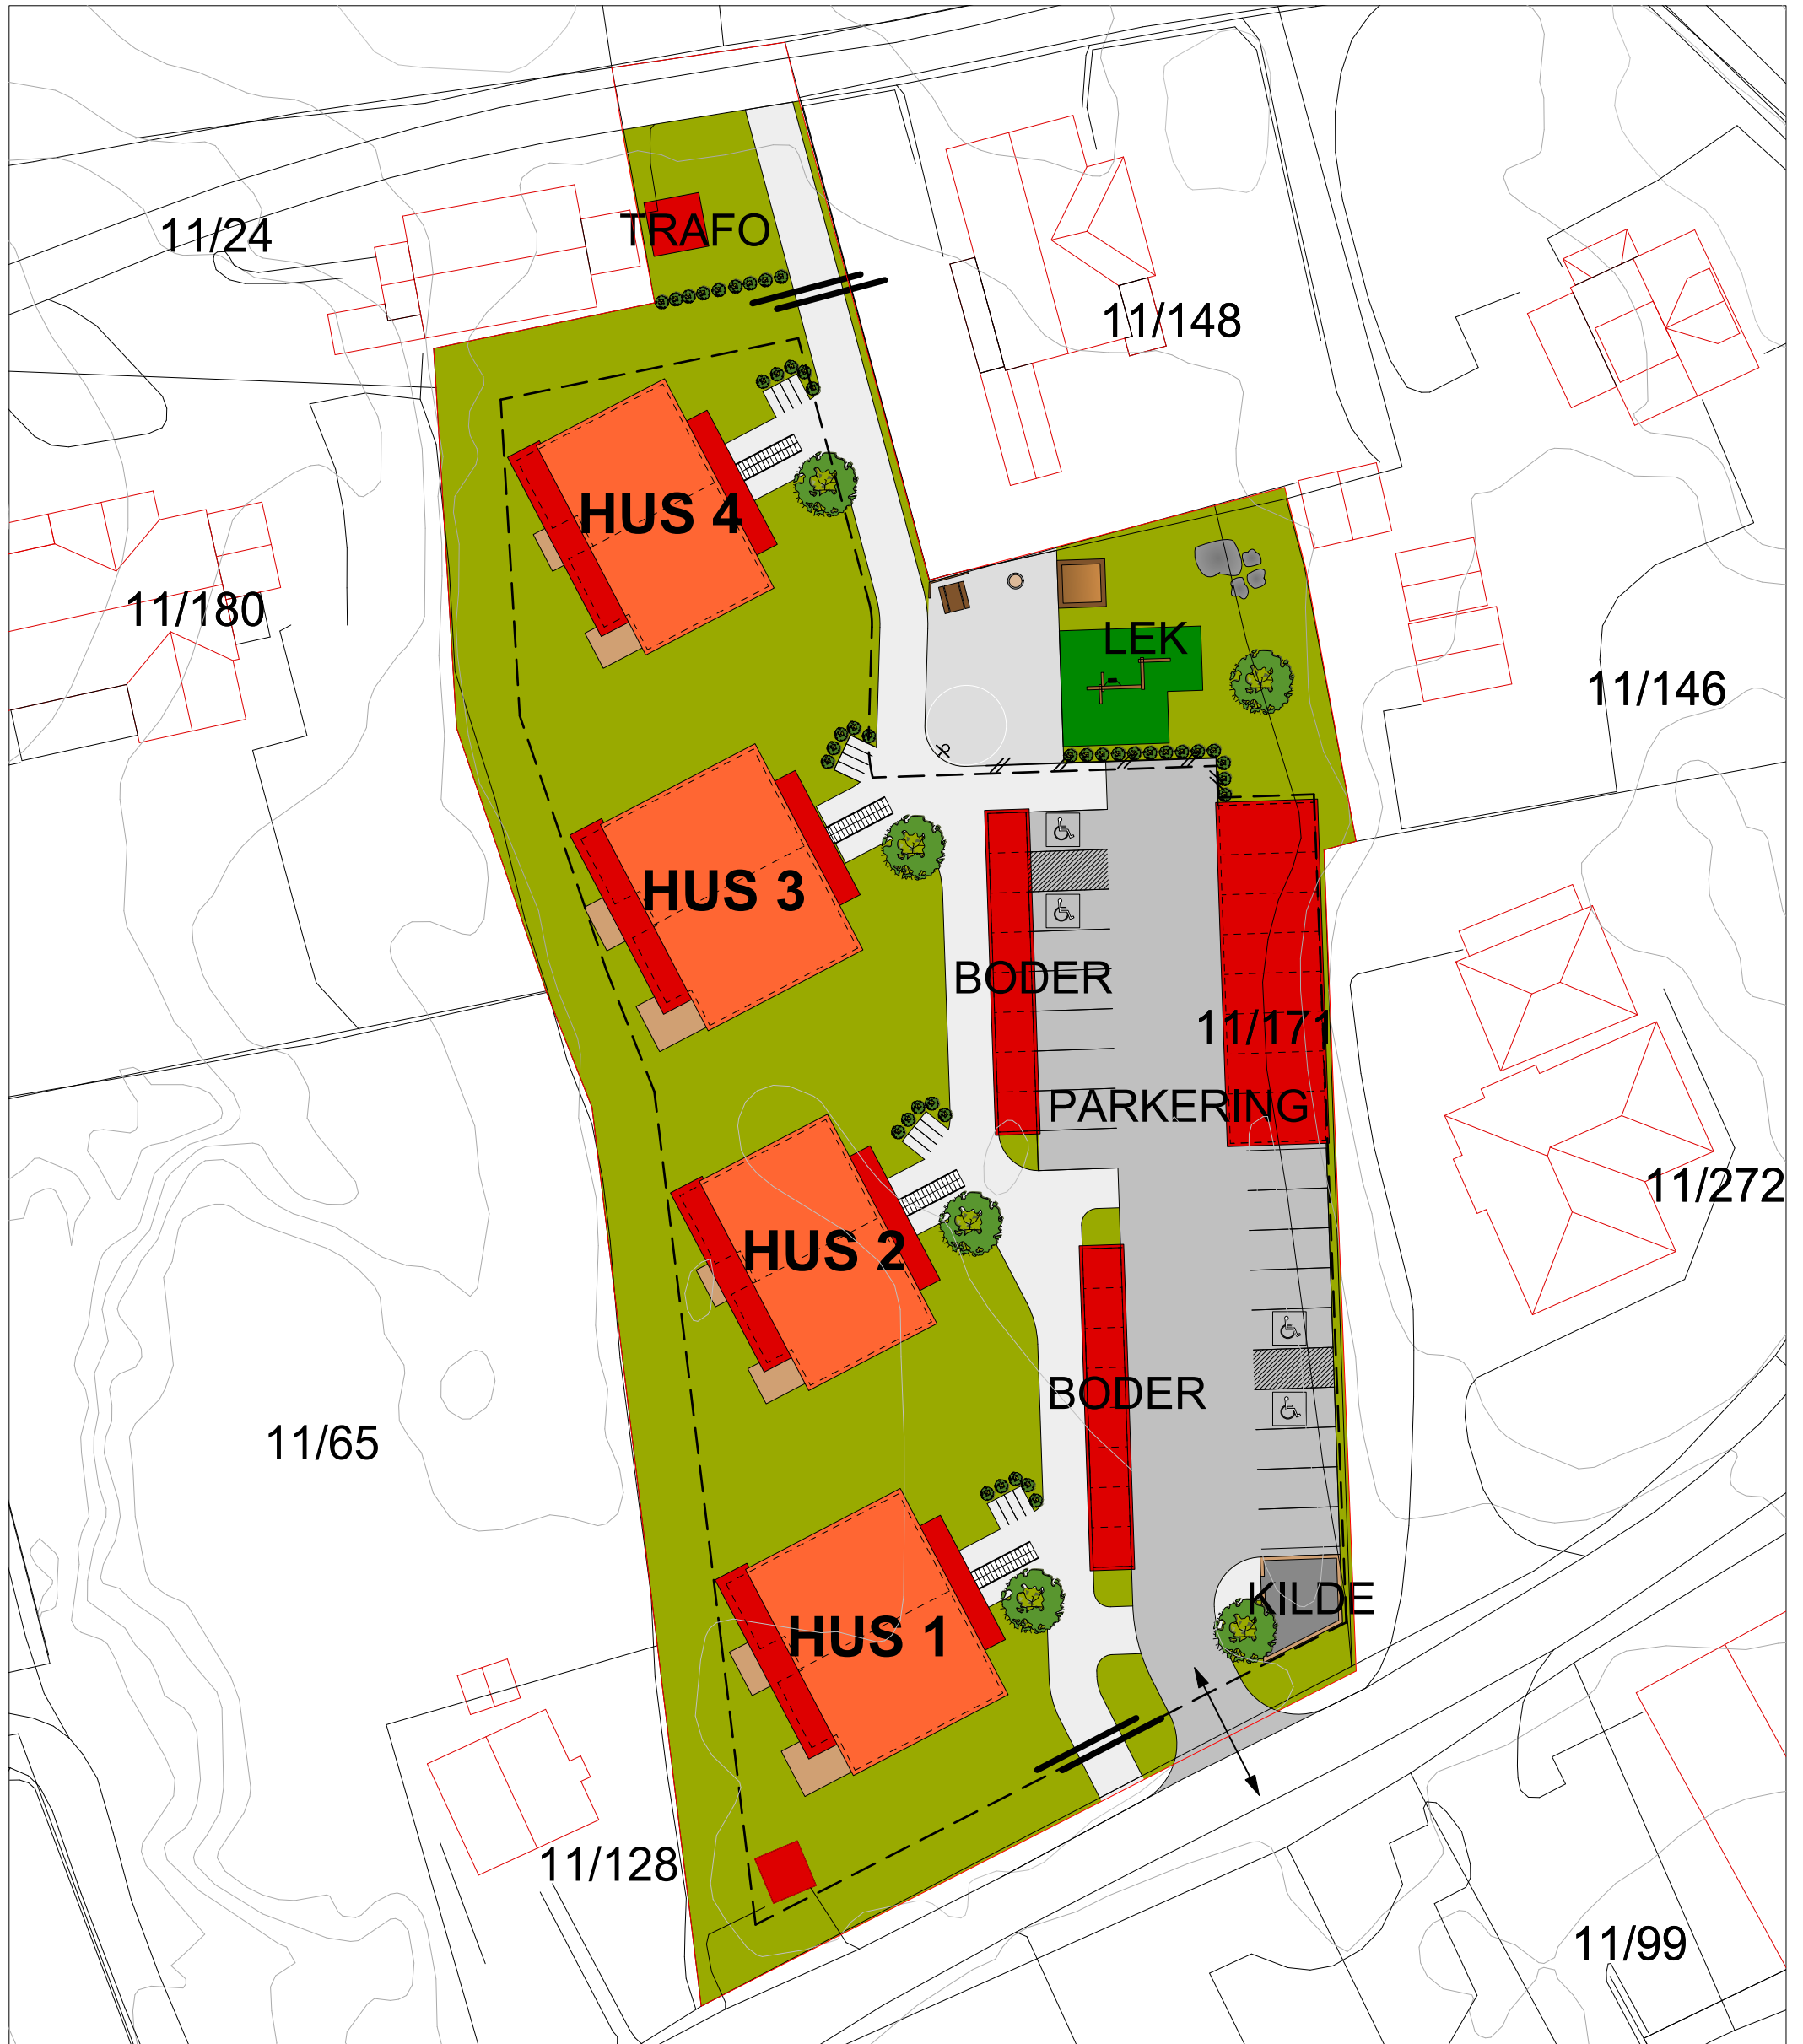 TRAFO
11/24
11/148
HUS 4
11/180
LEK
11/146
HUS 3
BODER
11/171
PARKERING
11/272
HUS 2
BODER
11/65
KILDE
HUS 1
11/128
11/99